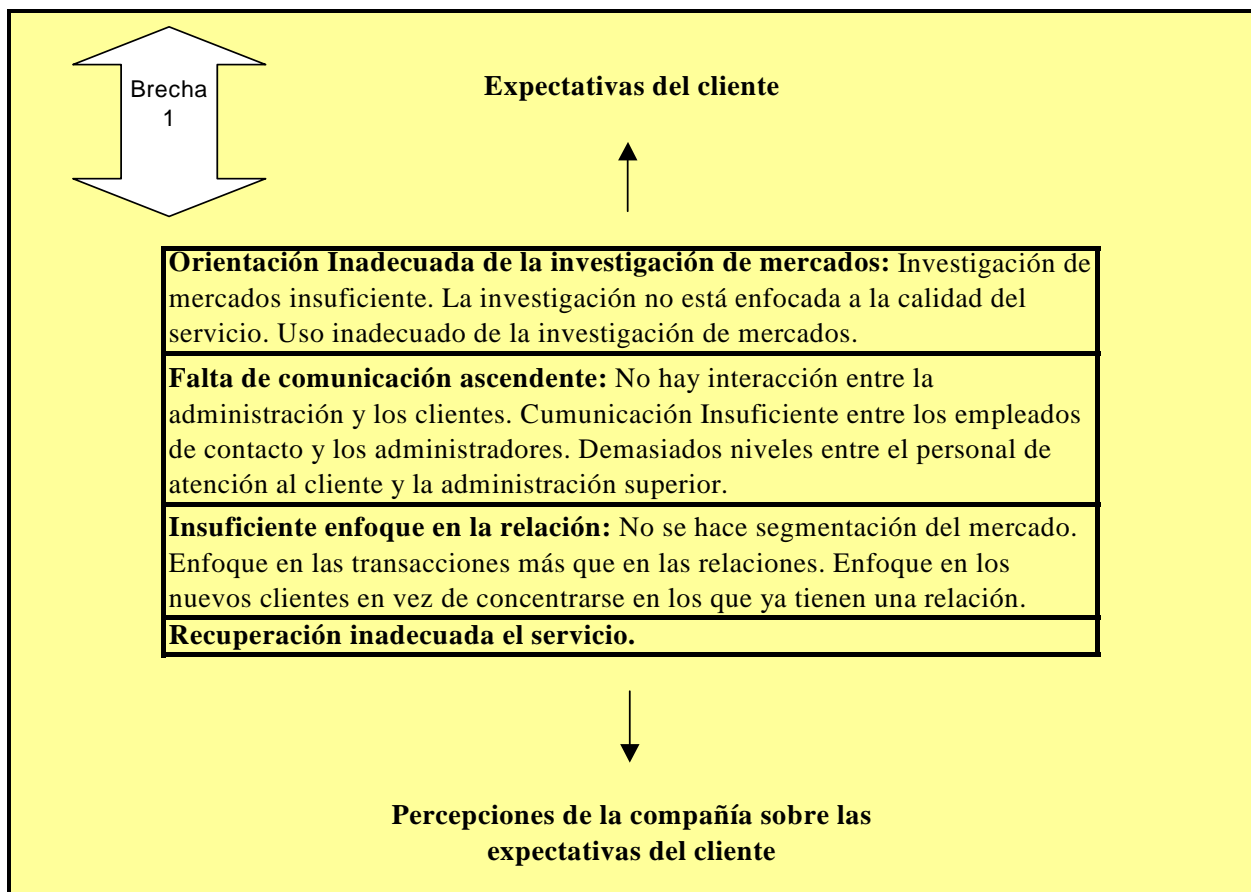 Brecha
1
Expectativas del cliente
Orientación Inadecuada de la investigación de mercados: Investigación de
mercados insuficiente. La investigación no está enfocada a la calidad del
servicio. Uso inadecuado de la investigación de mercados.
Falta de comunicación ascendente: No hay interacción entre la
administración y los clientes. Cumunicación Insuficiente entre los empleados
de contacto y los administradores. Demasiados niveles entre el personal de
atención al cliente y la administración superior.
Insuficiente enfoque en la relación: No se hace segmentación del mercado.
Enfoque en las transacciones más que en las relaciones. Enfoque en los
nuevos clientes en vez de concentrarse en los que ya tienen una relación.
Recuperación inadecuada el servicio.
Percepciones de la compañía sobre las
expectativas del cliente